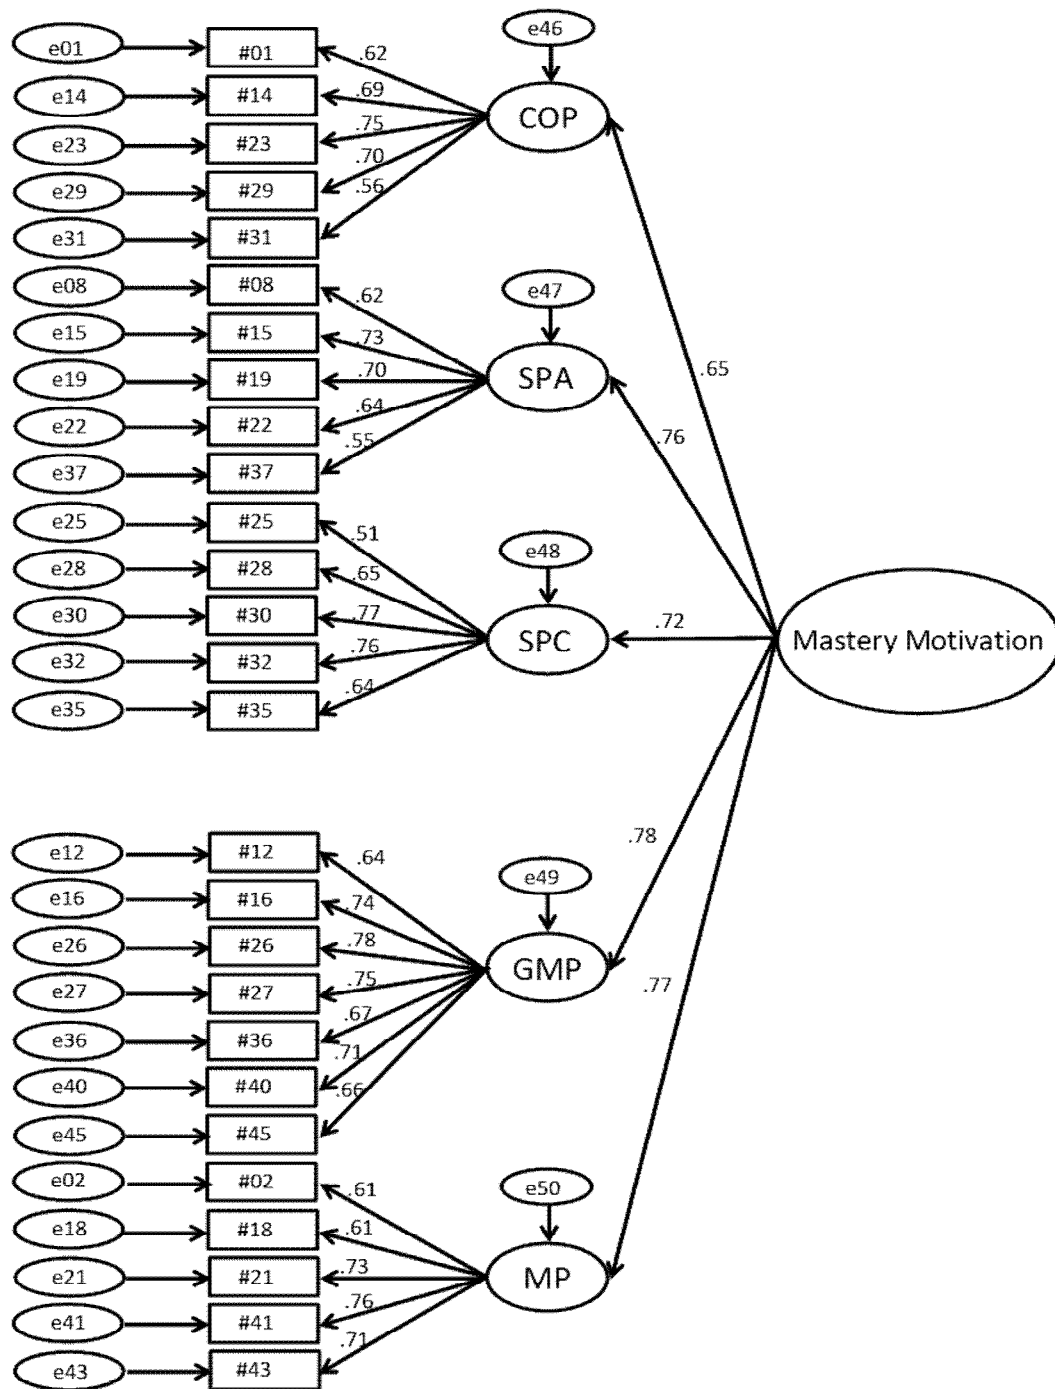 e46
e01 #01 .62
e14 #14 .69 COP
e23 #23 .75
e29 #29 .70
e31 #31 .56
e08 #08 .62 e47
e15 #15 .73
e19 #19 .70 SPA .65
e22 #22 .64 .76
e37 #37 .55
e25 #25 .51
e28 #28 .65 e48
e30 #30 .77
SPC .72 Mastery Motivation
e32 #32 .76
e35 #35 .64
e12 #12 .64 .78
e16 #16 .74 e49
e26 #26 .78
e27 #27 .75 GMP .77
e36 #36 .67
e40 #40 .71
e45 #45 .66
e02 #02 .61 e50
e18 #18 .61
e21 #21 .73 MP
e41 #41 .76
e43 #43 .71